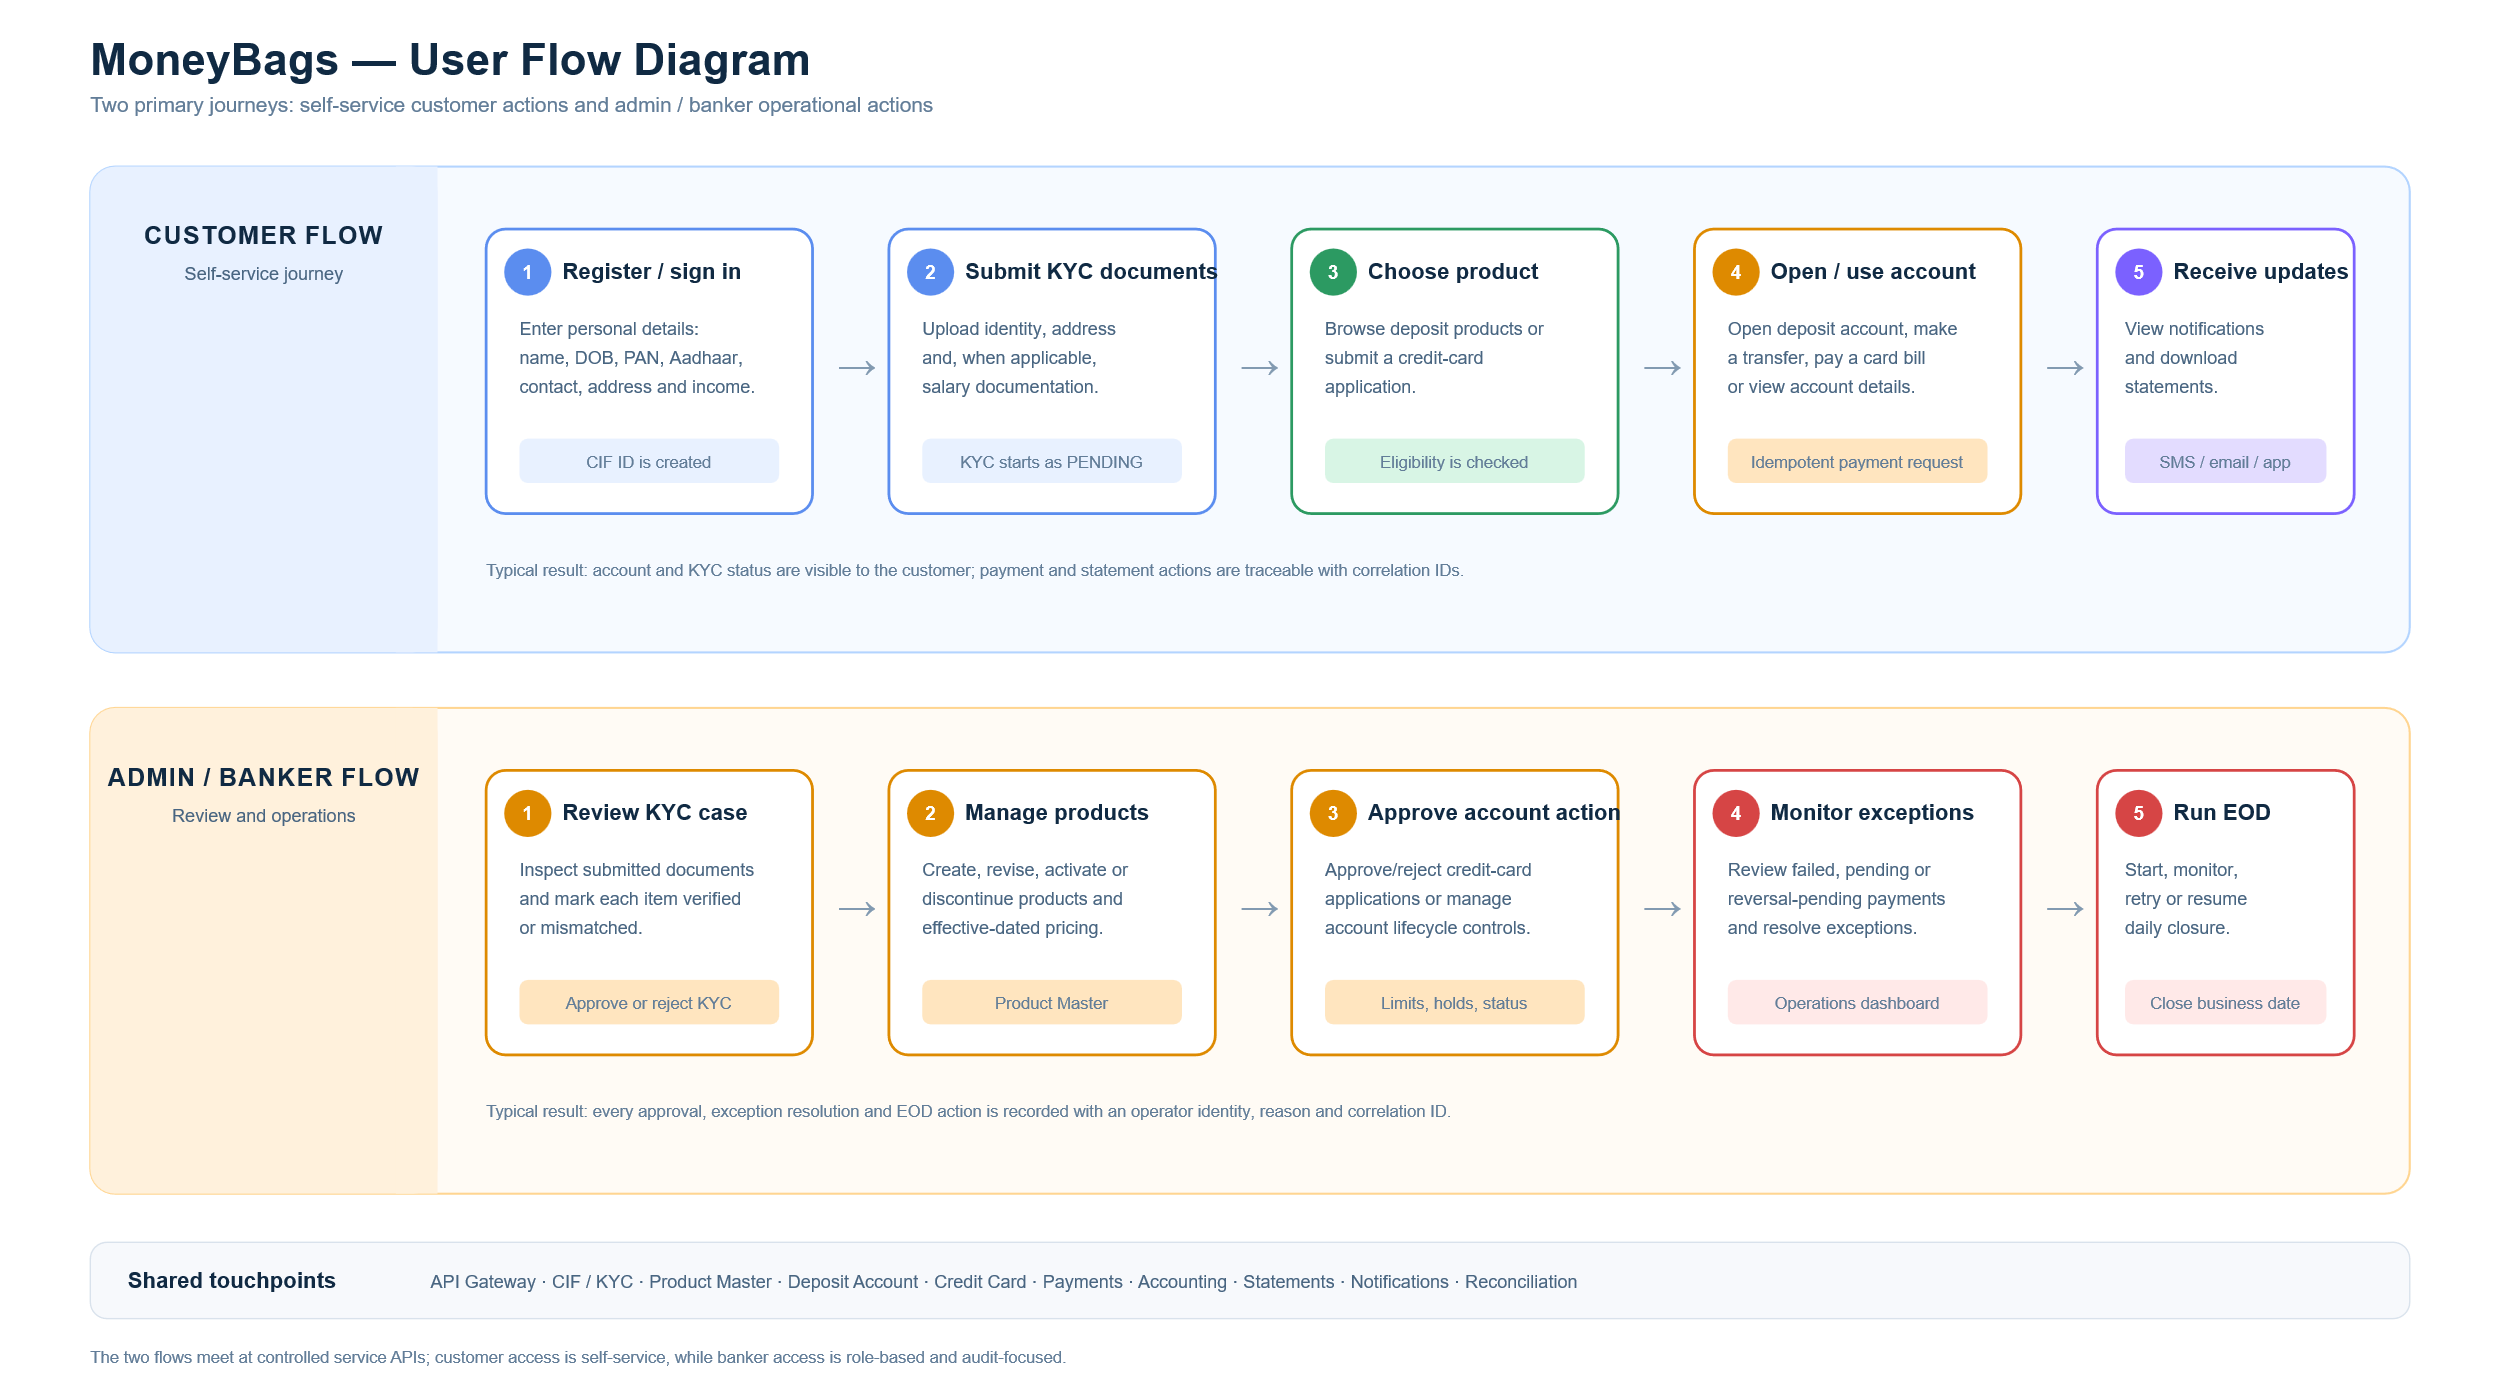 MoneyBags — User Flow Diagram
Two primary journeys: self-service customer actions and admin / banker operational actions
CUSTOMER FLOW
Self-service journey
1 Register / sign in
Enter personal details:
name, DOB, PAN, Aadhaar,
contact, address and income.
CIF ID is created
→
2 Submit KYC documents
Upload identity, address
and, when applicable,
salary documentation.
KYC starts as PENDING
→
3 Choose product
Browse deposit products or
submit a credit-card
application.
Eligibility is checked
→
4 Open / use account
Open deposit account, make
a transfer, pay a card bill
or view account details.
Idempotent payment request
→
5 Receive updates
View notifications
and download
statements.
SMS / email / app
Typical result: account and KYC status are visible to the customer; payment and statement actions are traceable with correlation IDs.
ADMIN / BANKER FLOW
Review and operations
1 Review KYC case
Inspect submitted documents
and mark each item verified
or mismatched.
Approve or reject KYC
→
2 Manage products
Create, revise, activate or
discontinue products and
effective-dated pricing.
Product Master
→
3 Approve account action
Approve/reject credit-card
applications or manage
account lifecycle controls.
Limits, holds, status
→
4 Monitor exceptions
Review failed, pending or
reversal-pending payments
and resolve exceptions.
Operations dashboard
→
5 Run EOD
Start, monitor,
retry or resume
daily closure.
Close business date
Typical result: every approval, exception resolution and EOD action is recorded with an operator identity, reason and correlation ID.
Shared touchpoints
API Gateway · CIF / KYC · Product Master · Deposit Account · Credit Card · Payments · Accounting · Statements · Notifications · Reconciliation
The two flows meet at controlled service APIs; customer access is self-service, while banker access is role-based and audit-focused.